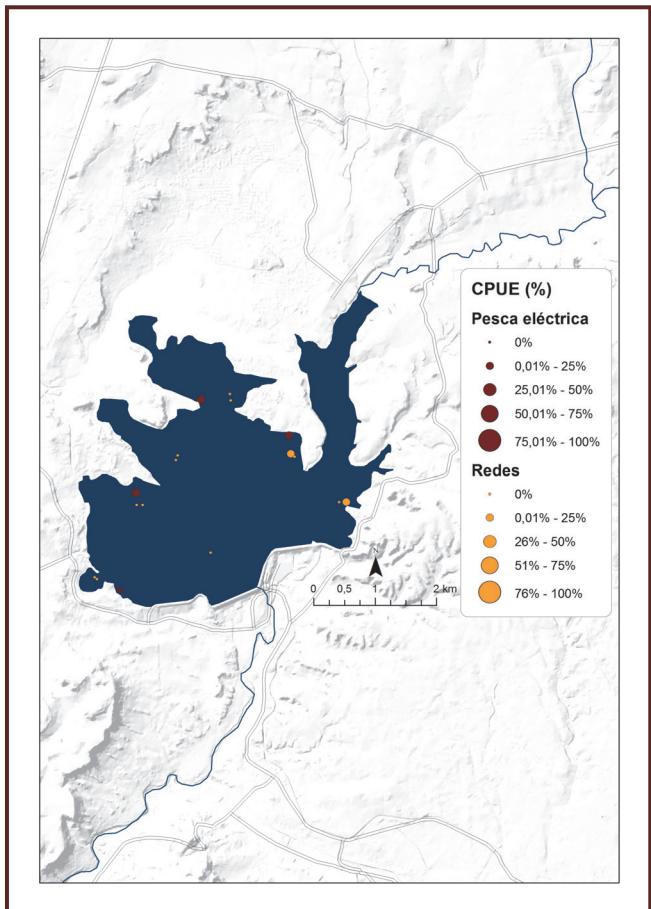 CPUE (%)
Pesca eléctrica
0%
0,01% - 25%
25,01% - 50%
50,01% - 75%
75,01% - 100%
Redes
0%
0,01% - 25%
26% - 50%
51% - 75%
76% - 100%
N
0 0,5 1 2 km